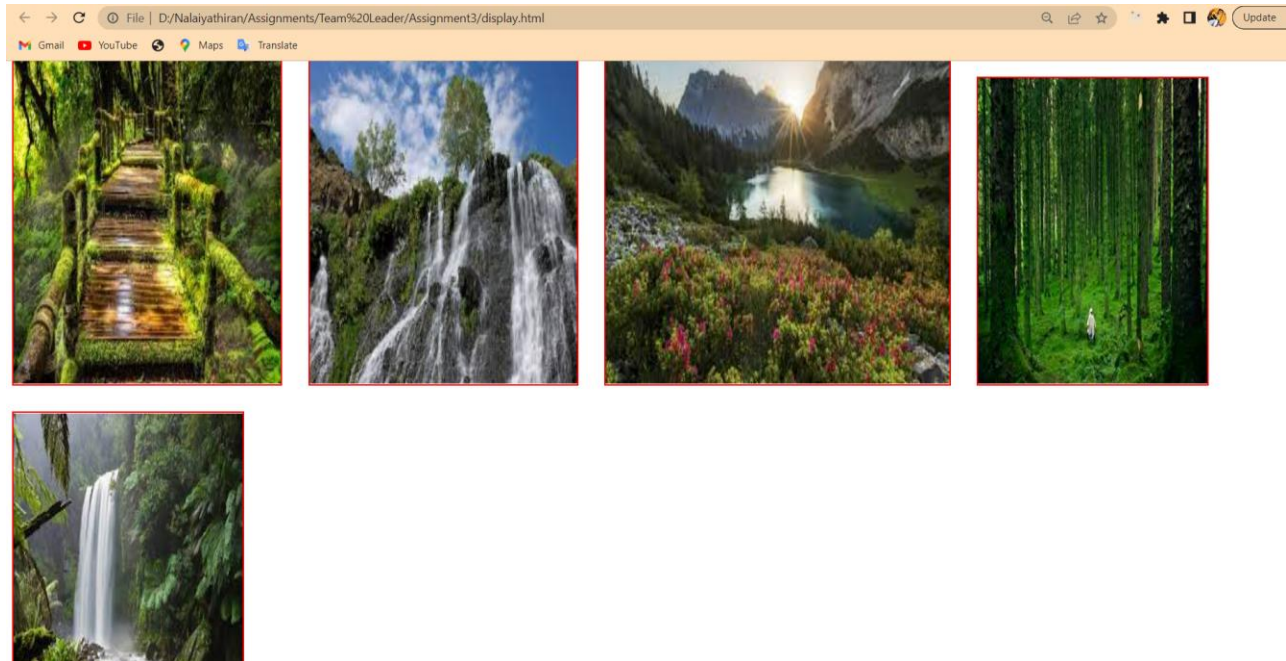 File | D:/Nalaiyathiran/Assignments/Team%20Leader/Assignment3/display.html Update
Gmail YouTube Maps Translate